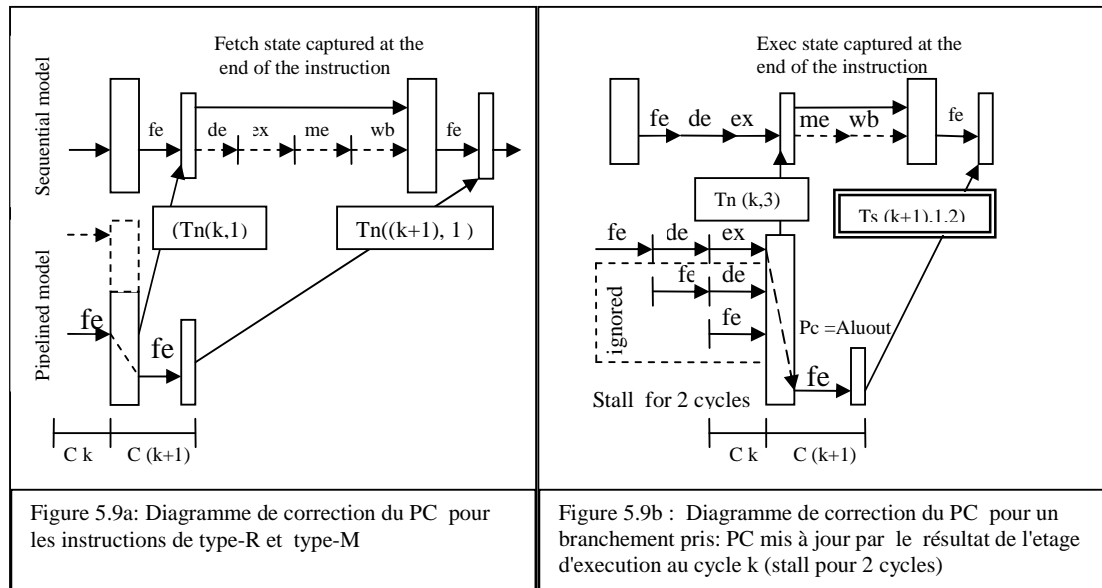 Fetch state captured at the
end of the instruction
Sequential model
fe
de
ex
me
wb
fe
(Tn(k,1)
Tn((k+1), 1 )
Pipelined model
fe
fe
C k
C (k+1)
Figure 5.9a: Diagramme de correction du PC pour
les instructions de type-R et type-M
Exec state captured at the
end of the instruction
fe
de
ex
me
wb
fe
Tn (k,3)
Ts (k+1),1,2)
fe
de
ex
fe
de
fe
ignored
Pc =Aluout
fe
Stall for 2 cycles
C k
C (k+1)
Figure 5.9b : Diagramme de correction du PC pour un
branchement pris: PC mis à jour par le résultat de l'etage
d'execution au cycle k (stall pour 2 cycles)